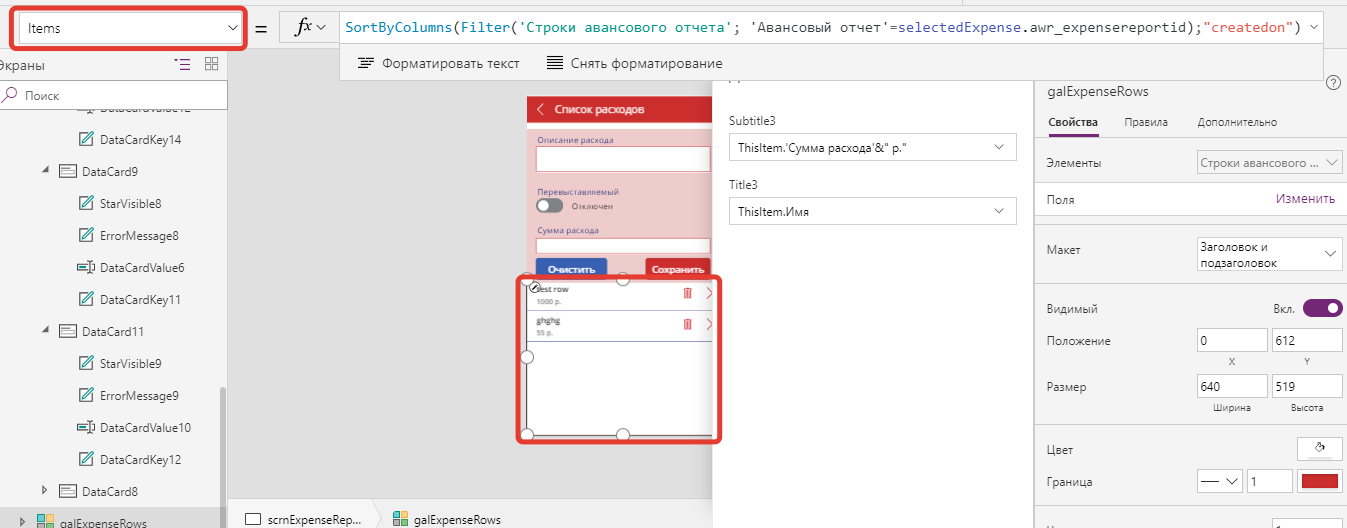 Items
=
fx
SortByColumns(Filter('Строки авансового отчета'; 'Авансовый отчет'=selectedExpense.awr_expensereportid);"createdon")
Форматировать текст
Снять форматирование
Экраны
Поиск
DataCardValue12
DataCardKey14
DataCard9
StarVisible8
ErrorMessage8
DataCardValue6
DataCardKey11
DataCard11
StarVisible9
ErrorMessage9
DataCardValue10
DataCardKey12
DataCard8
galExpenseRows
Список расходов
Описание расхода
Перевыставляемый
Отключен
Сумма расхода
Очистить
Сохранить
test row
1000 р.
ghghg
55 р.
scrnExpenseRep...
galExpenseRows
Subtitle3
ThisItem.'Сумма расхода'&" р."
Title3
ThisItem.Имя
?
galExpenseRows
Свойства
Правила
Дополнительно
Элементы
Строки авансового ...
Поля
Изменить
Макет
Заголовок и
подзаголовок
Видимый
Вкл.
Положение
0
612
X
Y
Размер
640
519
Ширина
Высота
Цвет
Граница
1